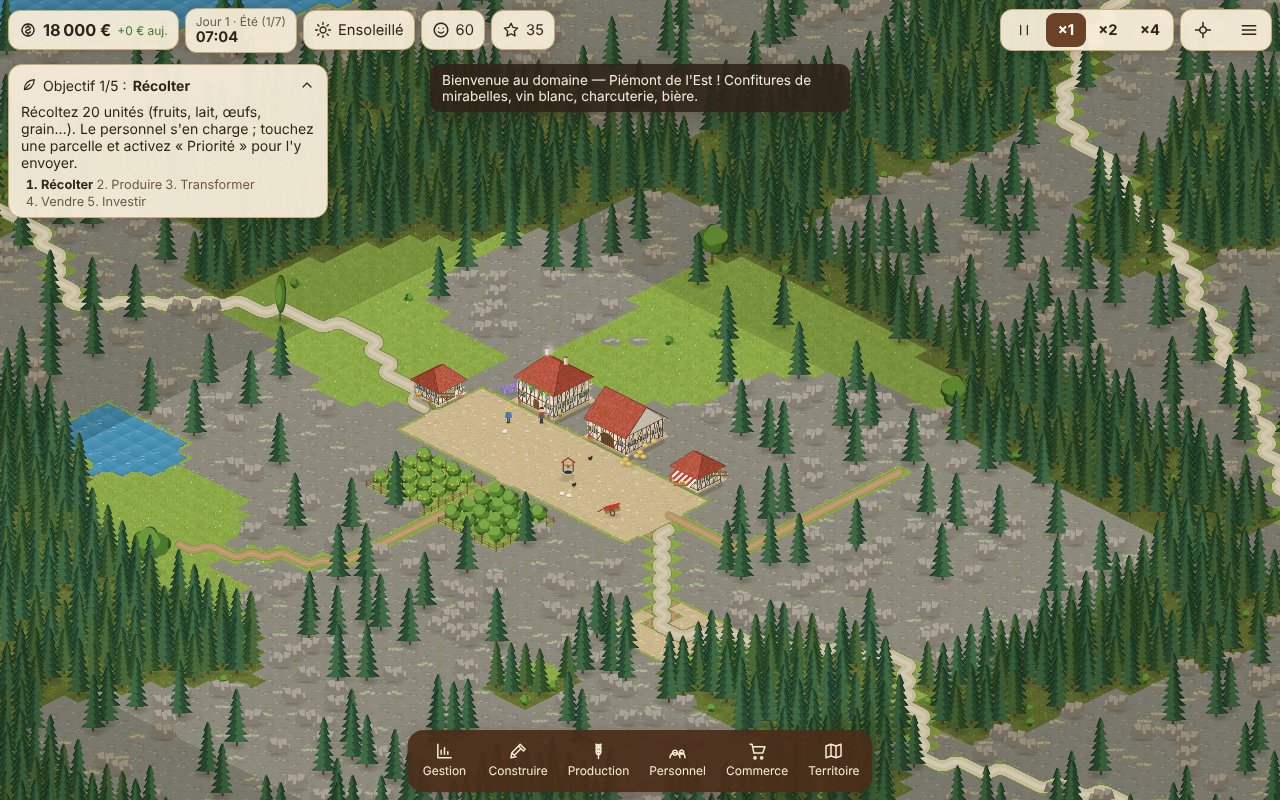 18 000 € +0 € auj.
Jour 1 · Été (1/7)
07:04
Ensoleillé
60
35
×1 ×2 ×4
Objectif 1/5 : Récolter
Récoltez 20 unités (fruits, lait, œufs,
grain…). Le personnel s'en charge ; touchez
une parcelle et activez « Priorité » pour l'y
envoyer.
1. Récolter 2. Produire 3. Transformer
4. Vendre 5. Investir
Bienvenue au domaine — Piémont de l'Est ! Confitures de
mirabelles, vin blanc, charcuterie, bière.
Gestion Construire Production Personnel Commerce Territoire